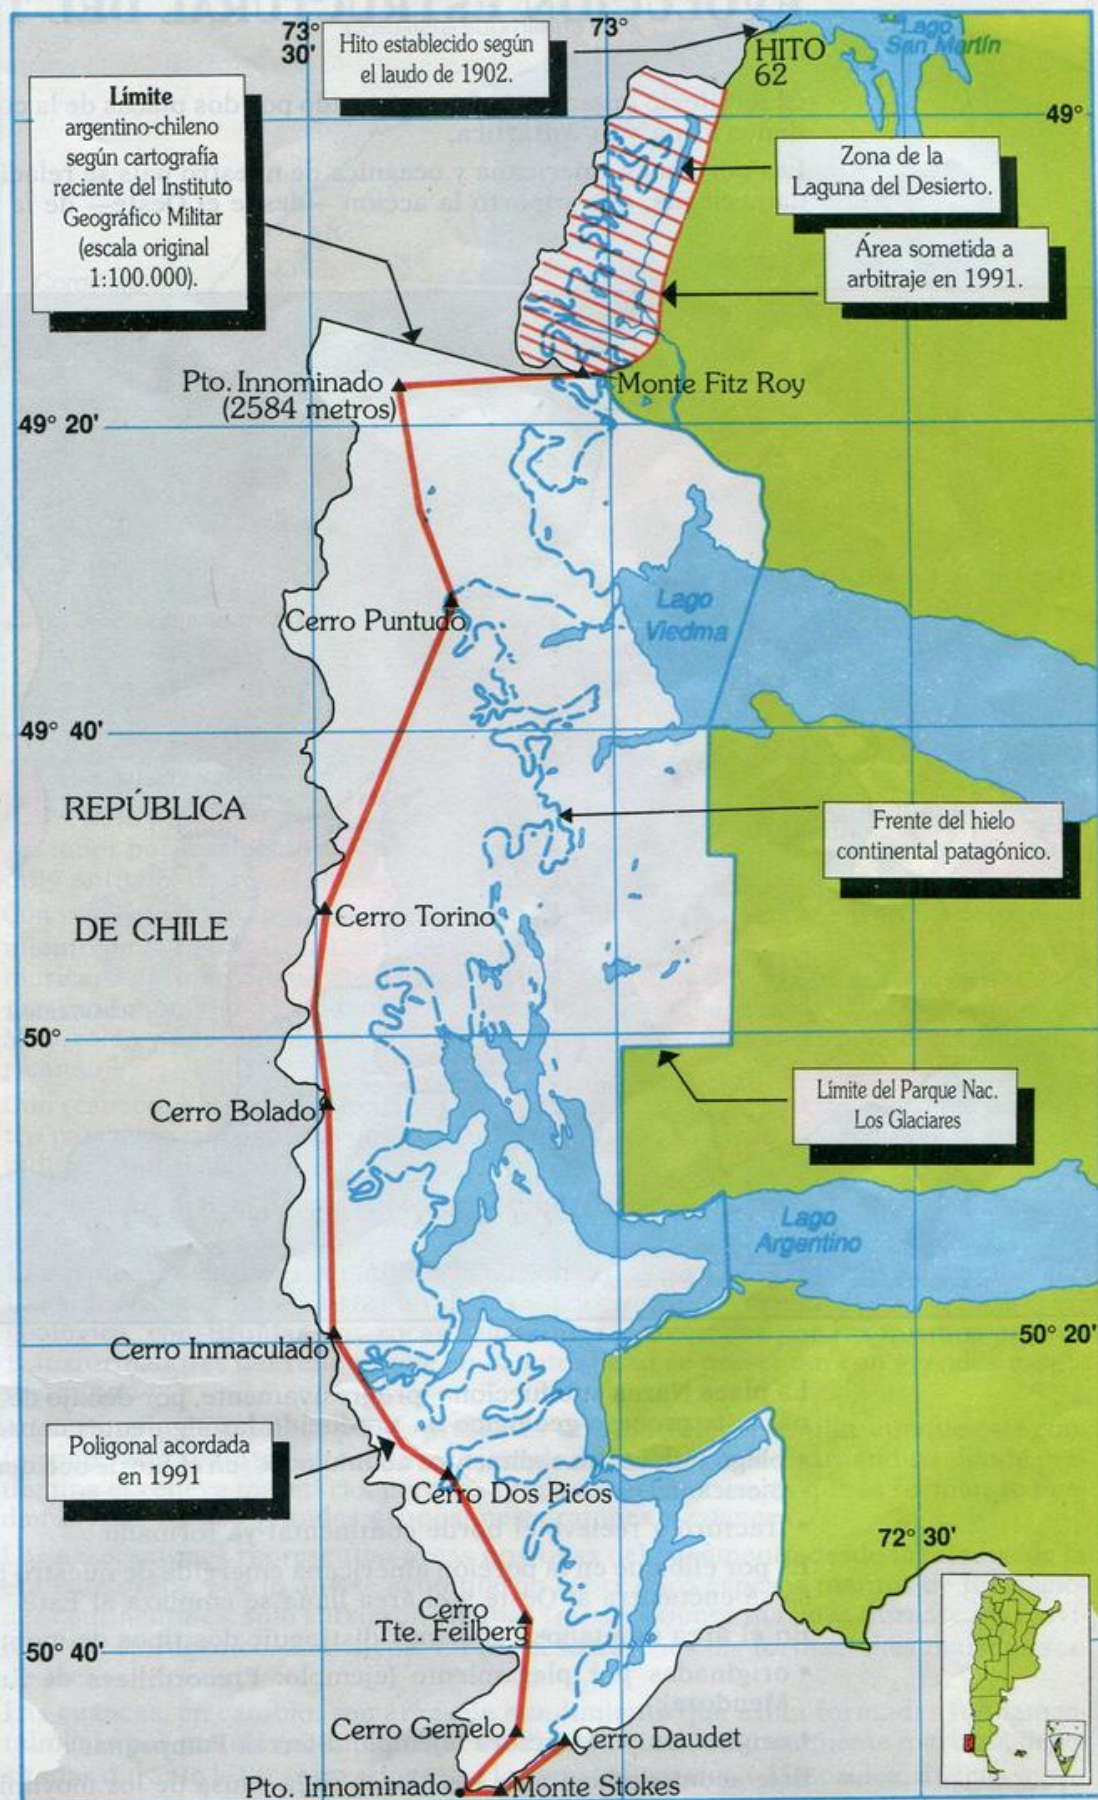 73°
30'
Hito establecido según
el laudo de 1902.
73°
HITO
62
Lago
San Martín
49°
Límite
argentino-chileno
según cartografía
reciente del Instituto
Geográfico Militar
(escala original
1:100.000).
Zona de la
Laguna del Desierto.
Área sometida a
arbitraje en 1991.
Pto. Innominado
(2584 metros)
Monte Fitz Roy
49° 20'
Cerro Puntudo
Lago
Viedma
49° 40'
REPÚBLICA
DE CHILE
Frente del hielo
continental patagónico.
Cerro Torino
50°
Cerro Bolado
Límite del Parque Nac.
Los Glaciares
Lago
Argentino
Cerro Inmaculado
50° 20'
Poligonal acordada
en 1991
Cerro Dos Picos
72° 30'
Cerro
Tte. Feilberg
50° 40'
Cerro Gemelo
Cerro Daudet
Pto. Innominado
Monte Stokes